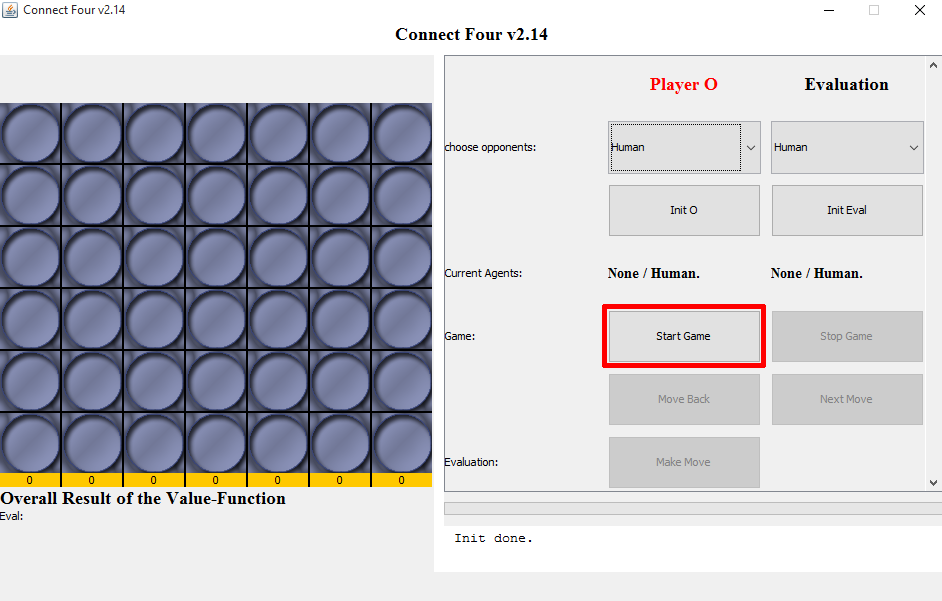 Connect Four v2.14
Connect Four v2.14
Player O Evaluation
choose opponents: Human Human
Init O Init Eval
Current Agents: None / Human. None / Human.
Game: Start Game Stop Game
Move Back Next Move
Evaluation: Make Move
0 0 0 0 0 0 0
Overall Result of the Value-Function
Eval:
Init done.